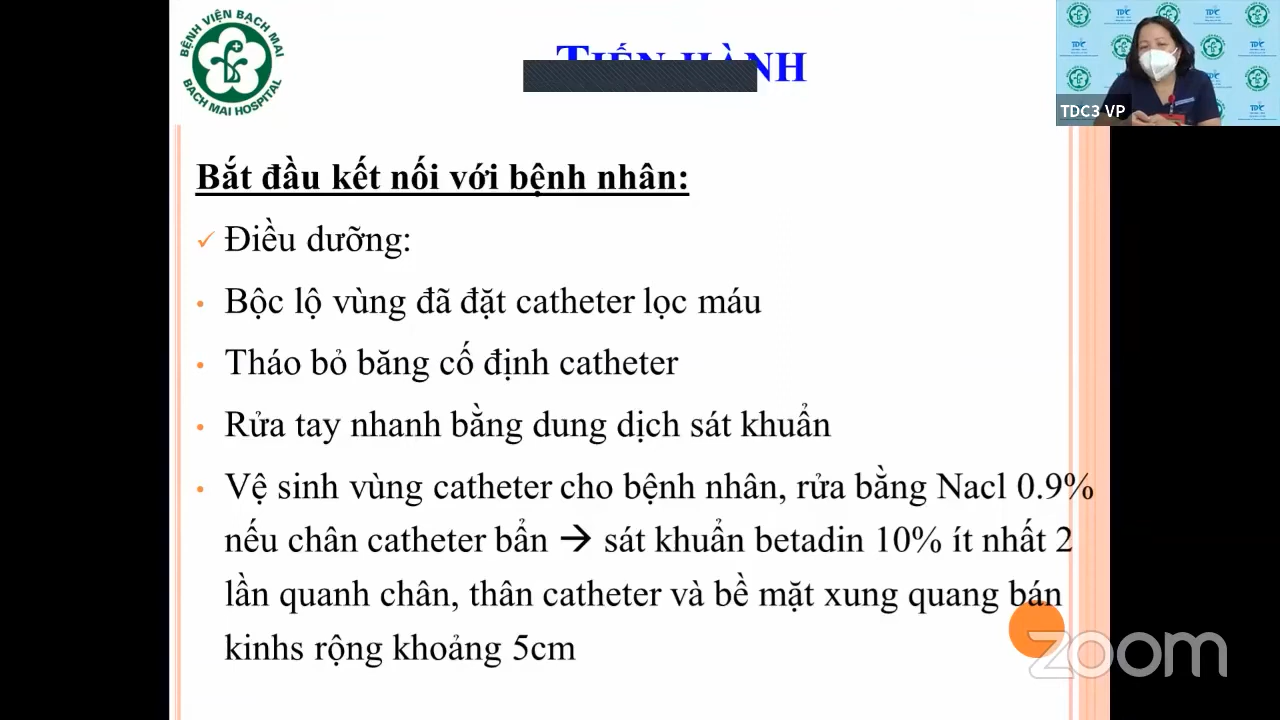 BỆNH VIỆN BẠCH MAI
BACH MAI HOSPITAL
TIẾN HÀNH
TDC3 VP
Bắt đầu kết nối với bệnh nhân:
Điều dưỡng:
Bộc lộ vùng đã đặt catheter lọc máu
Tháo bỏ băng cố định catheter
Rửa tay nhanh bằng dung dịch sát khuẩn
Vệ sinh vùng catheter cho bệnh nhân, rửa bằng Nacl 0.9%
nếu chân catheter bẩn → sát khuẩn betadin 10% ít nhất 2
lần quanh chân, thân catheter và bề mặt xung quang bán
kinhs rộng khoảng 5cm
zoom